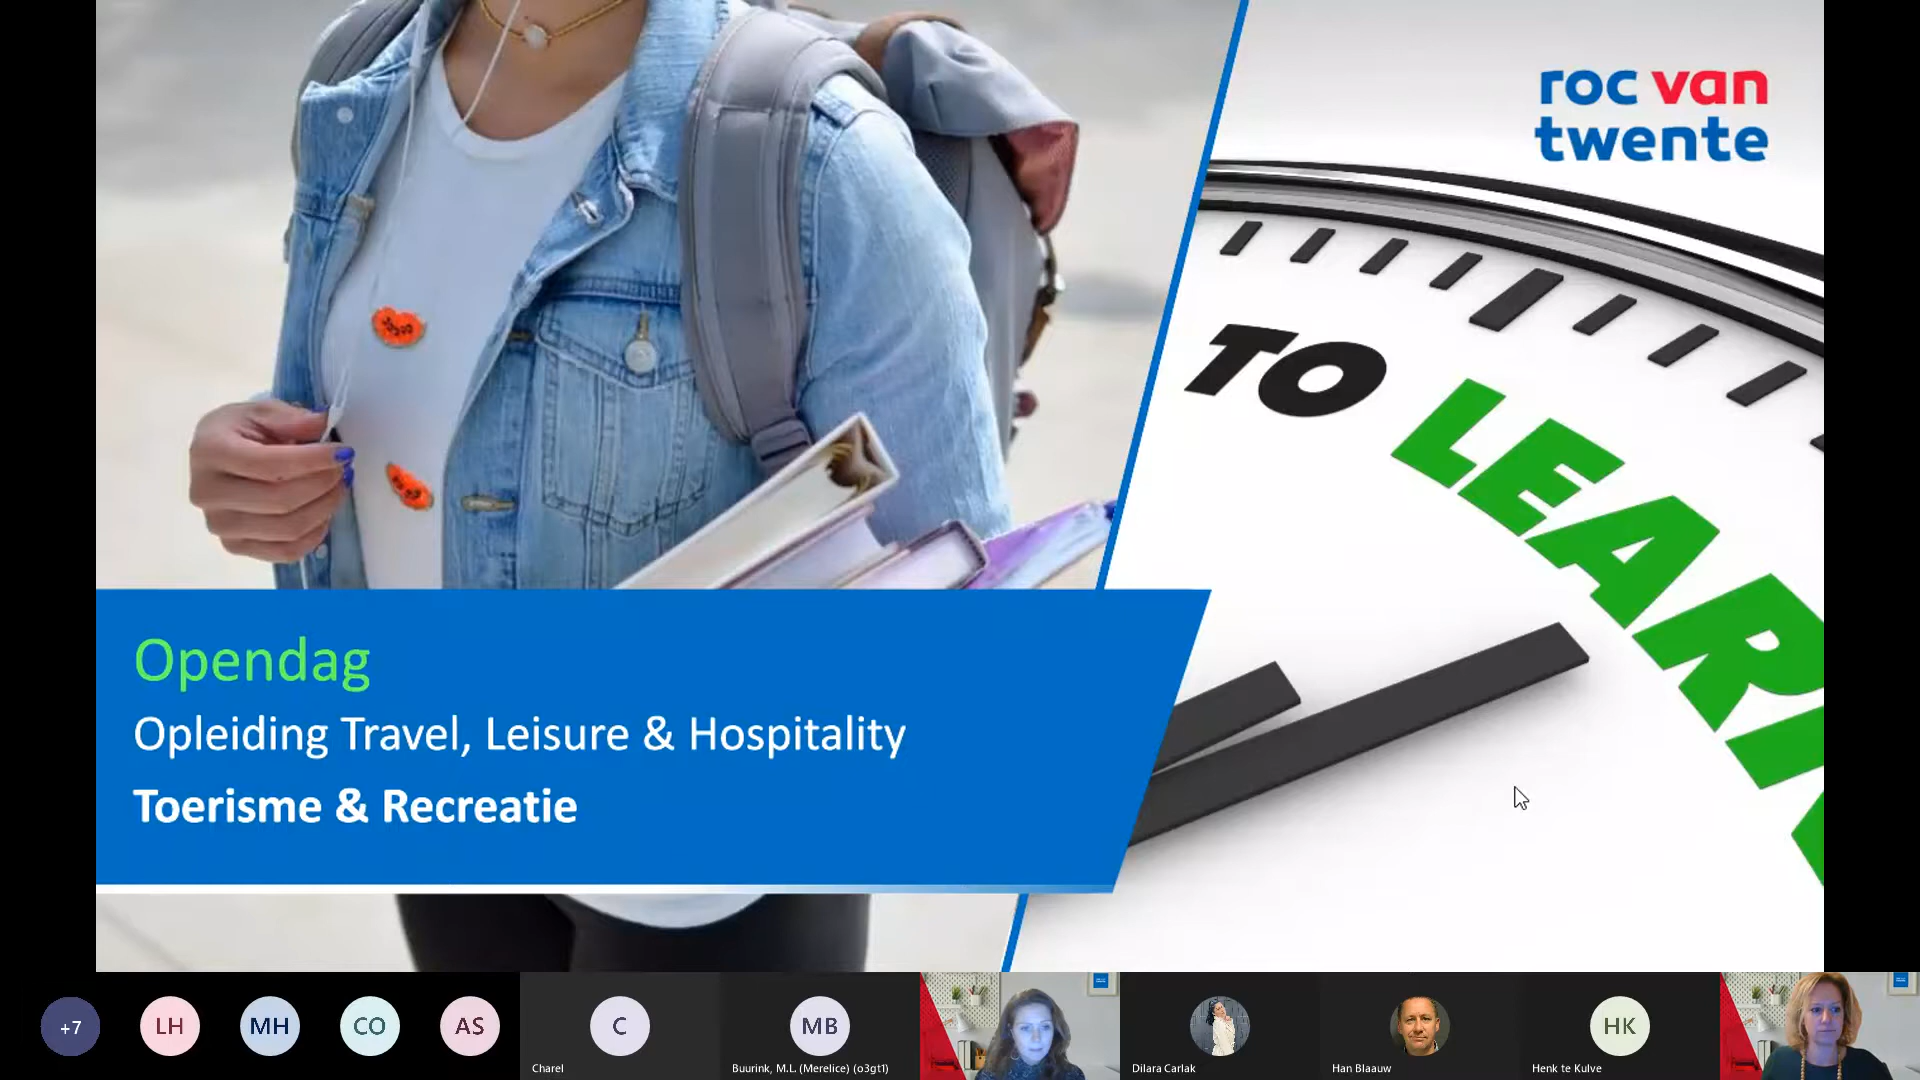 roc van
twente
TO LEARN
Opendag
Opleiding Travel, Leisure & Hospitality
Toerisme & Recreatie
+7
LH
MH
CO
AS
C
Charel
MB
Buurink, M.L. (Merelice) (o3gt1)
Dilara Carlak
Han Blaauw
HK
Henk te Kulve